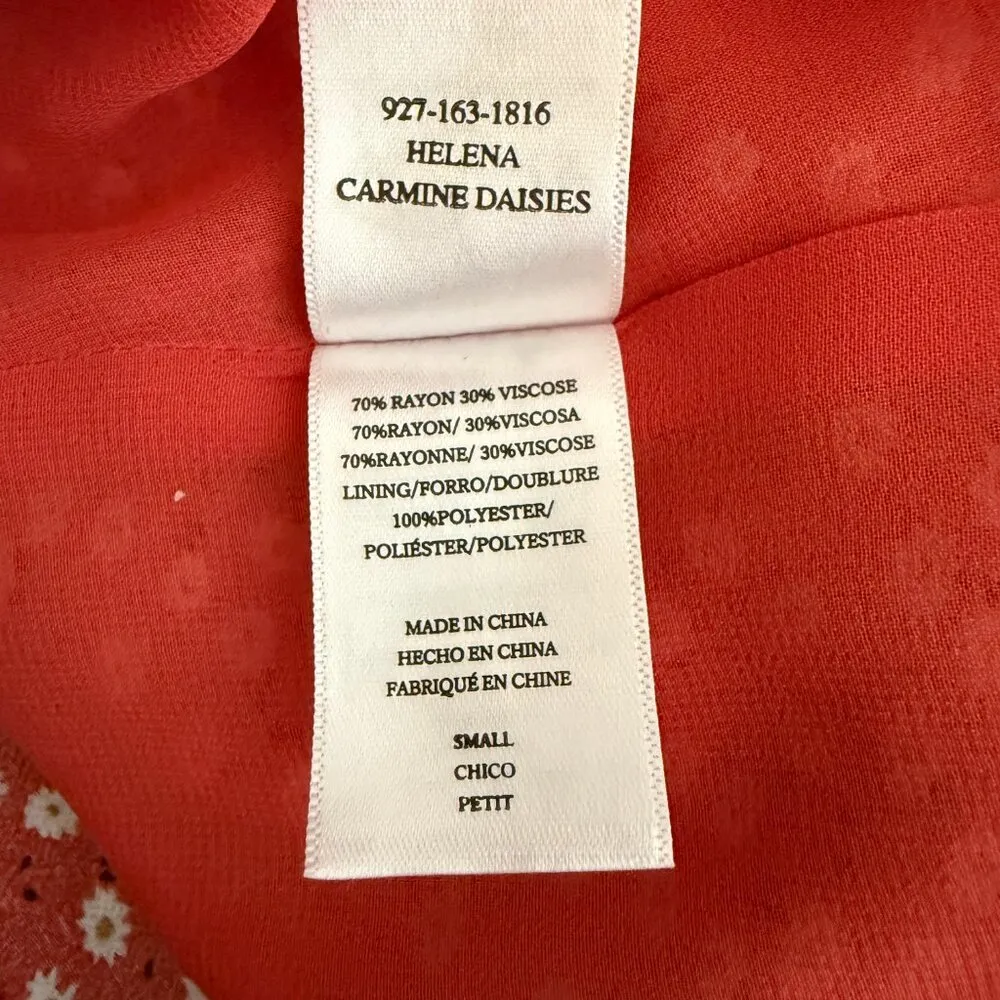 927-163-1816
HELENA
CARMINE DAISIES
70% RAYON 30% VISCOSE
70%RAYON/ 30%VISCOSA
70%RAYONNE/ 30%VISCOSE
LINING/FORRO/DOUBLURE
100%POLYESTER/
POLIÉSTER/POLYESTER
MADE IN CHINA
HECHO EN CHINA
FABRIQUÉ EN CHINE
SMALL
CHICO
PETIT